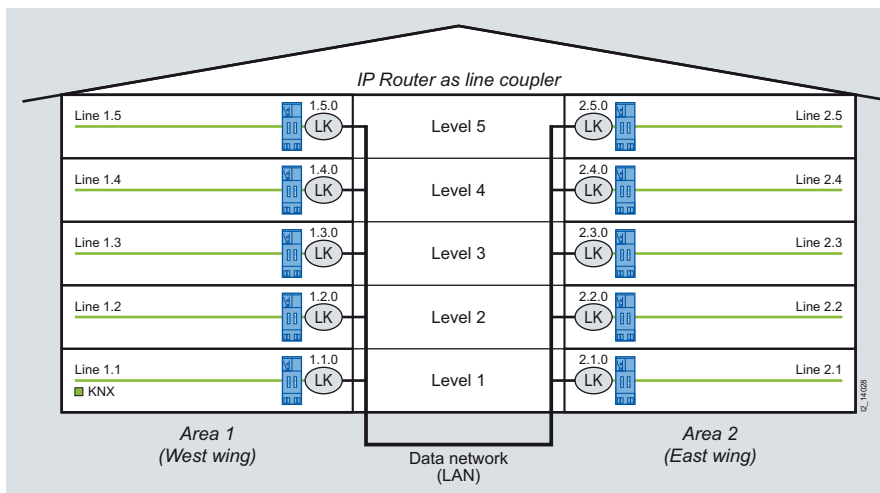 IP Router as line coupler
Line 1.5
1.5.0
LK
Level 5
2.5.0
LK
Line 2.5
Line 1.4
1.4.0
LK
Level 4
2.4.0
LK
Line 2.4
Line 1.3
1.3.0
LK
Level 3
2.3.0
LK
Line 2.3
Line 1.2
1.2.0
LK
Level 2
2.2.0
LK
Line 2.2
Line 1.1
KNX
1.1.0
LK
Level 1
2.1.0
LK
Line 2.1
I2_14028
Area 1
(West wing)
Data network
(LAN)
Area 2
(East wing)